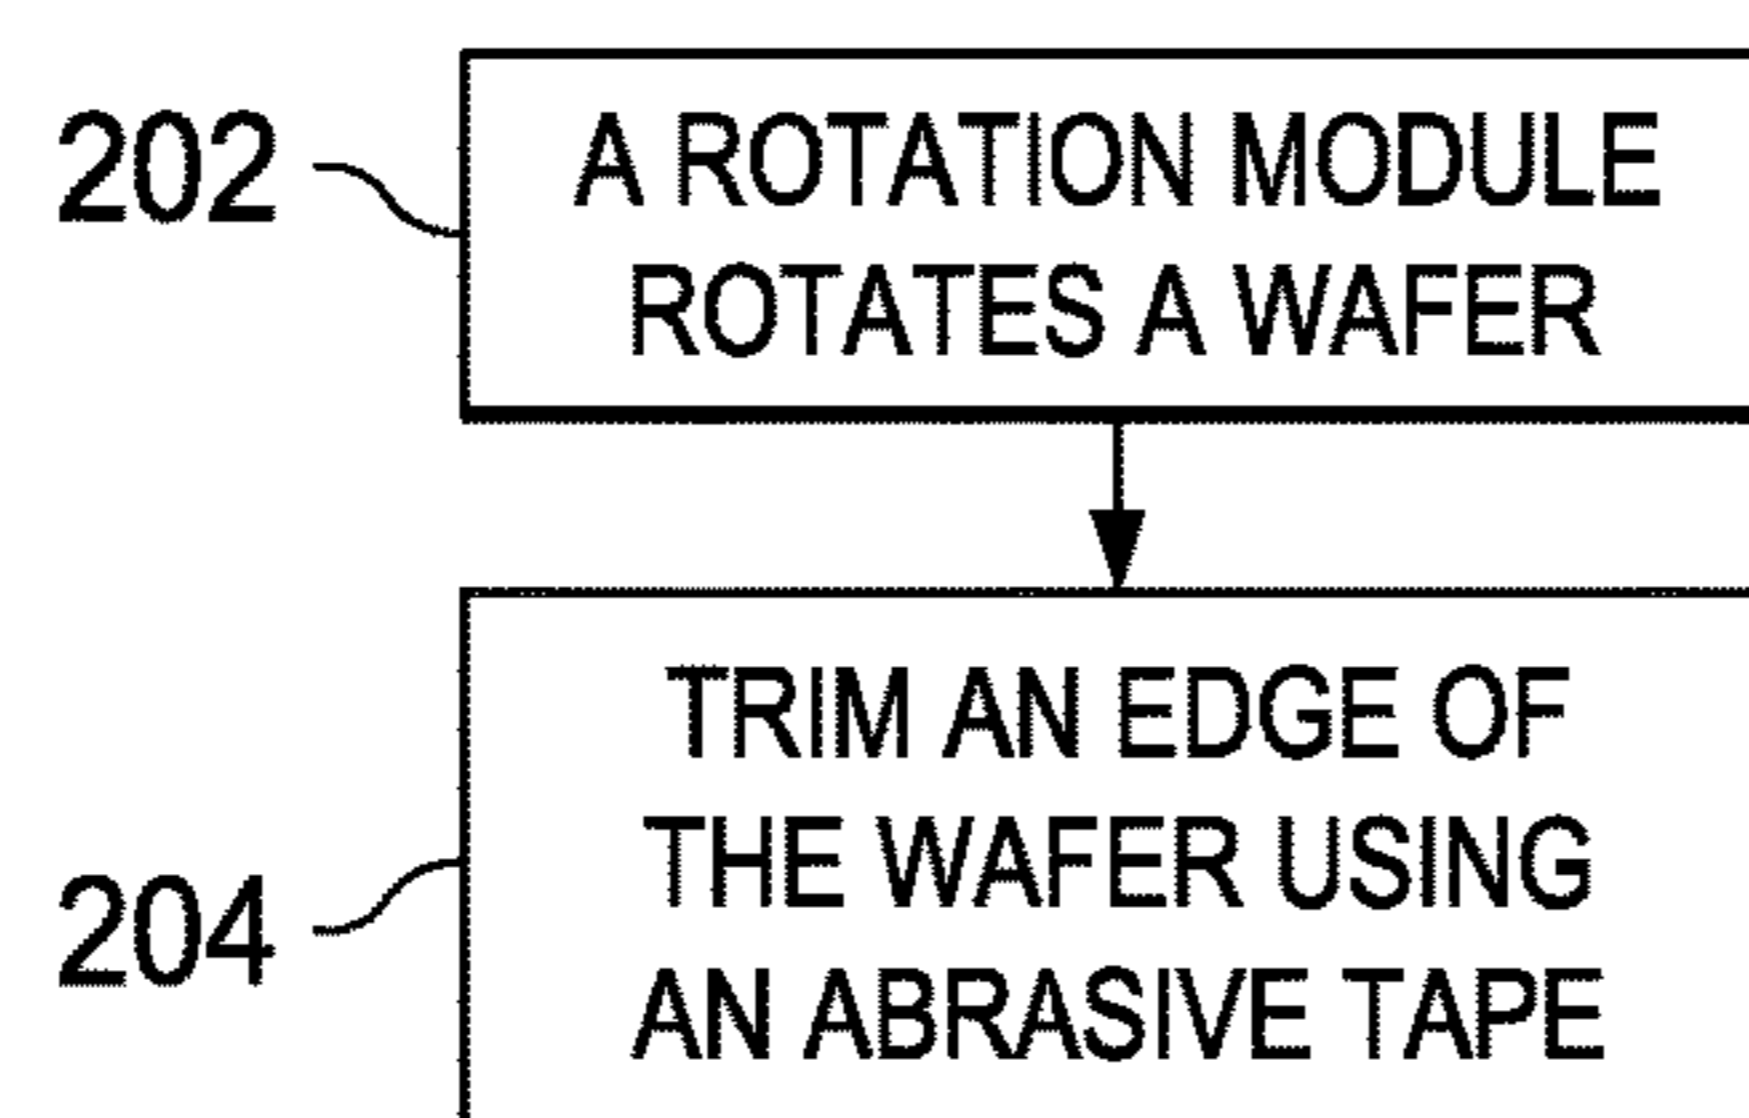 202
A ROTATION MODULE
ROTATES A WAFER
204
TRIM AN EDGE OF
THE WAFER USING
AN ABRASIVE TAPE